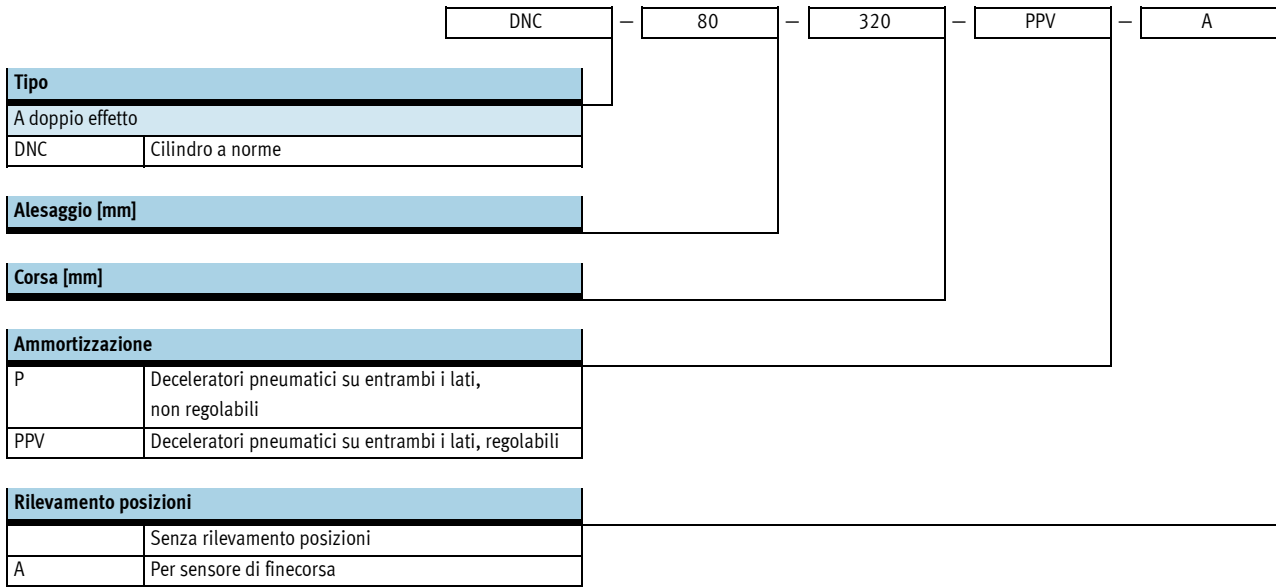 DNC – 80 – 320 – PPV – A
Tipo
A doppio effetto
DNC Cilindro a norme
Alesaggio [mm]
Corsa [mm]
Ammortizzazione
P Deceleratori pneumatici su entrambi i lati,
non regolabili
PPV Deceleratori pneumatici su entrambi i lati, regolabili
Rilevamento posizioni
Senza rilevamento posizioni
A Per sensore di finecorsa